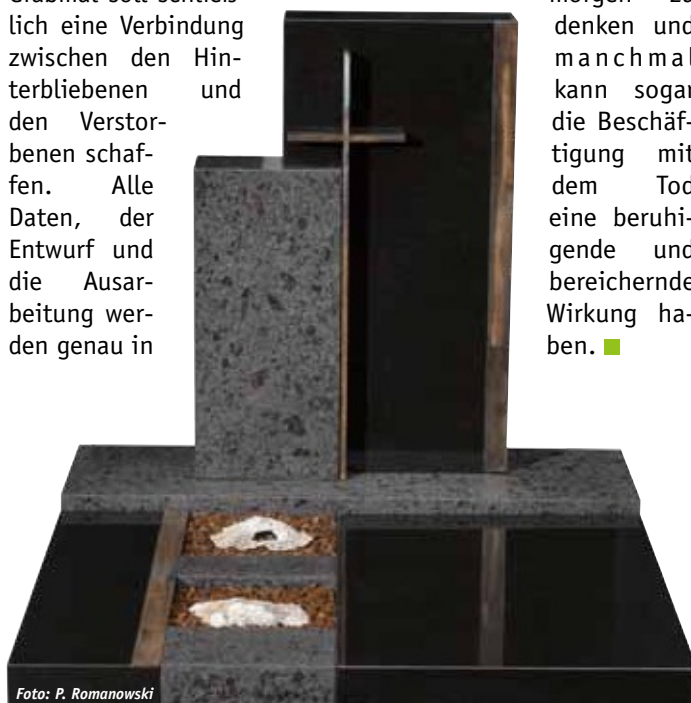 lich eine Verbindung
zwischen den Hin-
terbliebenen und
den Verstor-
benen schaf-
fen. Alle
Daten, der
Entwurf und
die Ausar-
beitung wer-
den genau in
denken und
manchmal
kann sogar
die Beschäf-
tigung mit
dem Tod
eine beruhi-
gende und
bereichernde
Wirkung ha-
ben.
Foto: P. Romanowski